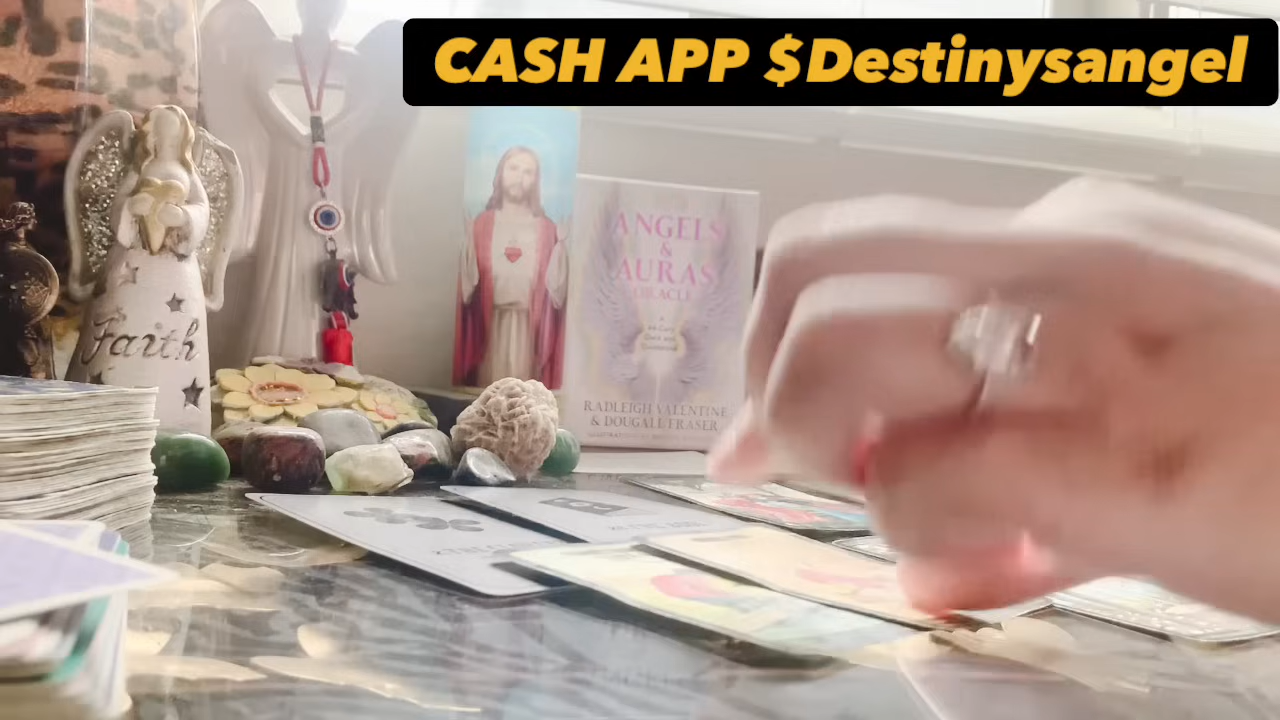 CASH APP $Destinysangel
ANGELS
&
AURAS
ORACLE
Faith
RADLEIGH VALENTINE
& DOUGALL FRASER